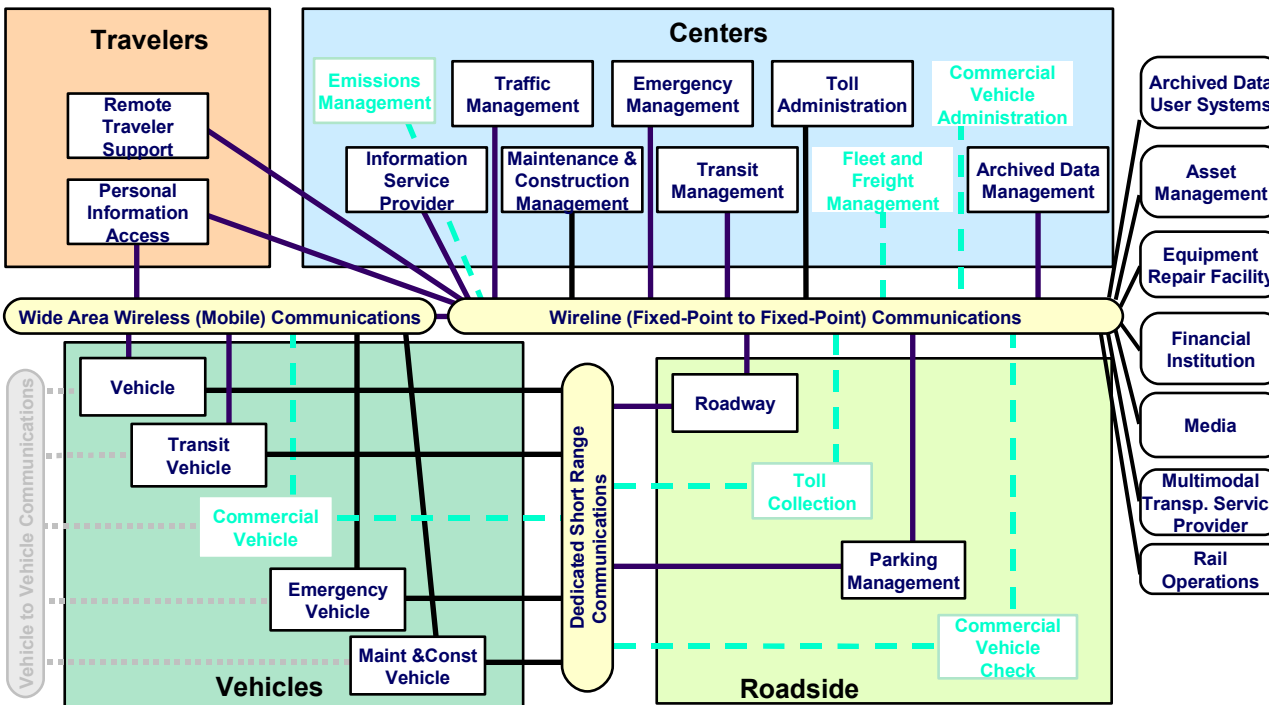 Travelers
Remote
Traveler
Support
Personal
Information
Access
Centers
Emissions
Management
Traffic
Management
Emergency
Management
Toll
Administration
Commercial
Vehicle
Administration
Information
Service
Provider
Maintenance &
Construction
Management
Transit
Management
Fleet and
Freight
Management
Archived Data
Management
Archived Data
User Systems
Asset
Management
Equipment
Repair Facility
Financial
Institution
Media
Multimodal
Transp. Servic
Provider
Rail
Operations
Wide Area Wireless (Mobile) Communications
Wireline (Fixed-Point to Fixed-Point) Communications
Vehicle to Vehicle Communications
Vehicle
Transit
Vehicle
Commercial
Vehicle
Emergency
Vehicle
Maint &Const
Vehicle
Vehicles
Dedicated Short Range
Communications
Roadway
Toll
Collection
Parking
Management
Commercial
Vehicle
Check
Roadside